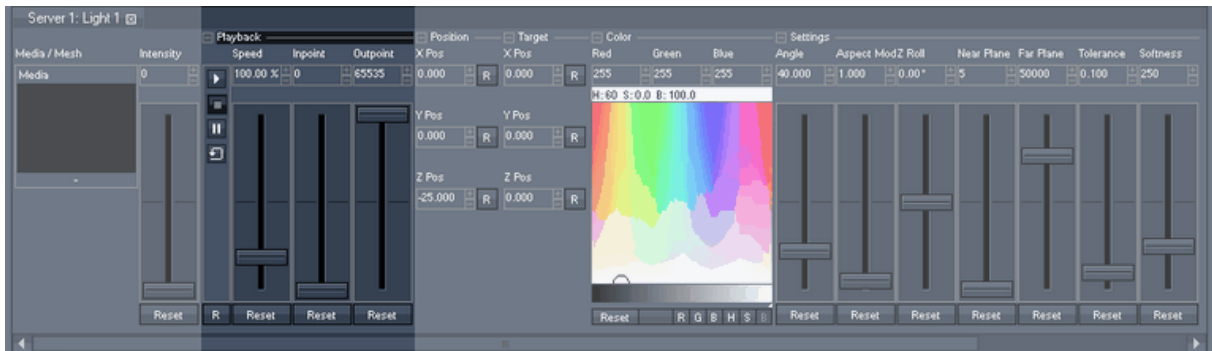 Server 1: Light 1
Playback Position Target Color Settings
Media / Mesh Intensity Speed Inpoint Outpoint X Pos X Pos Red Green Blue Angle Aspect Mod Z Roll Near Plane Far Plane Tolerance Softness
Media 0 100.00 % 0 65535 0.000 R 0.000 R 255 255 255 40.000 1.000 0.00° 5 50000 0.100 250
H:60 S:0.0 B:100.0
Y Pos Y Pos
0.000 R 0.000 R
Z Pos Z Pos
-25.000 R 0.000 R
Reset R Reset Reset Reset Reset R G B H S B Reset Reset Reset Reset Reset Reset Reset